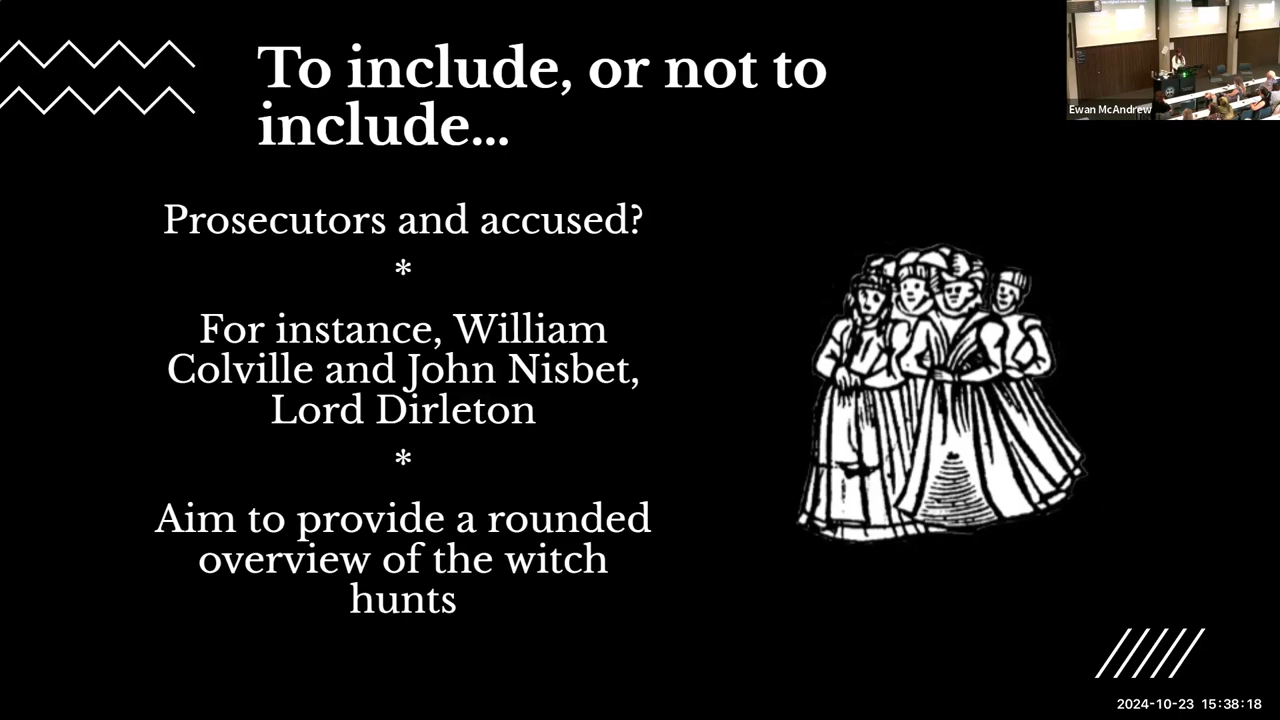 To include, or not to
include...
Prosecutors and accused?
*
For instance, William
Colville and John Nisbet,
Lord Dirleton
*
Aim to provide a rounded
overview of the witch
hunts
Ewan McAndrew
2024-10-23 15:38:18